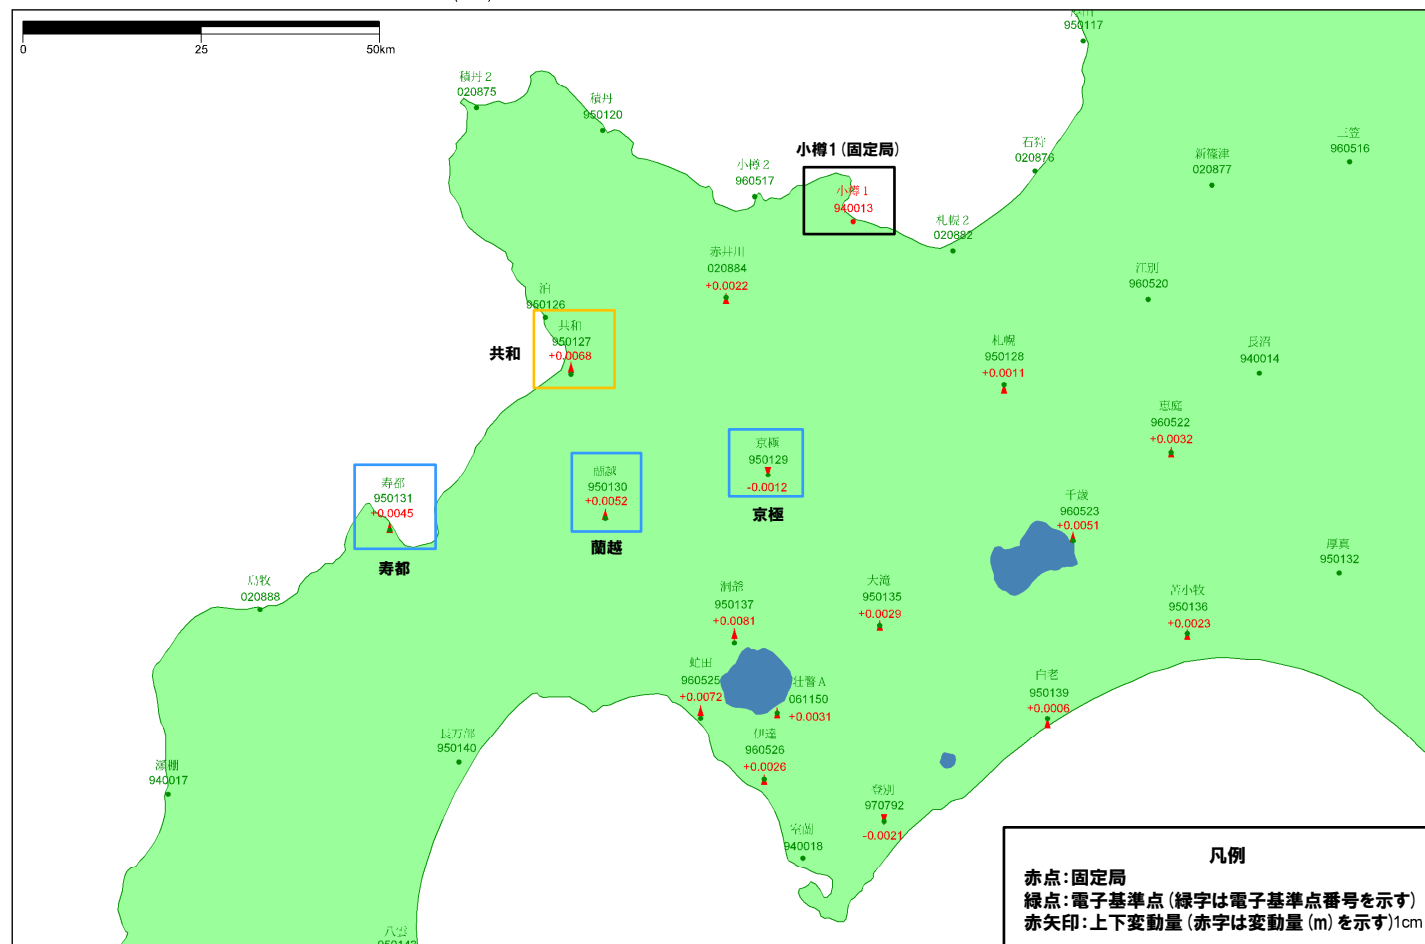 0 25 50km
950117
積丹２
020875
積丹
950120
小樽1(固定局)
小樽２
960517
小樽１
940013
石狩
020876
新篠津
020877
三笠
960516
札幌２
020882
赤井川
020884
+0.0022
江別
960520
泊
950126
共和
共和
950127
+0.0068
札幌
950128
+0.0011
長沼
940014
恵庭
960522
+0.0032
京極
950129
-0.0012
京極
蘭越
950130
+0.0052
蘭越
寿都
950131
+0.0045
寿都
千歳
960523
+0.0051
厚真
950132
島牧
020888
洞爺
950137
+0.0081
大滝
950135
+0.0029
苫小牧
950136
+0.0023
虻田
960525
+0.0072
壮瞥Ａ
061150
+0.0031
白老
950139
+0.0006
長万部
950140
伊達
960526
+0.0026
940017
登別
970792
-0.0021
室蘭
940018
八雲
凡例
赤点：固定局
緑点：電子基準点(緑字は電子基準点番号を示す)
赤矢印：上下変動量(赤字は変動量(m)を示す)1cm